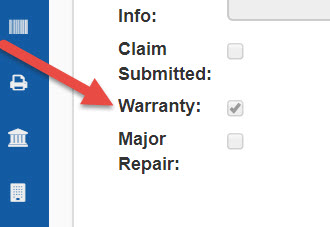 Info:
Claim
Submitted:
Warranty:
Major
Repair: